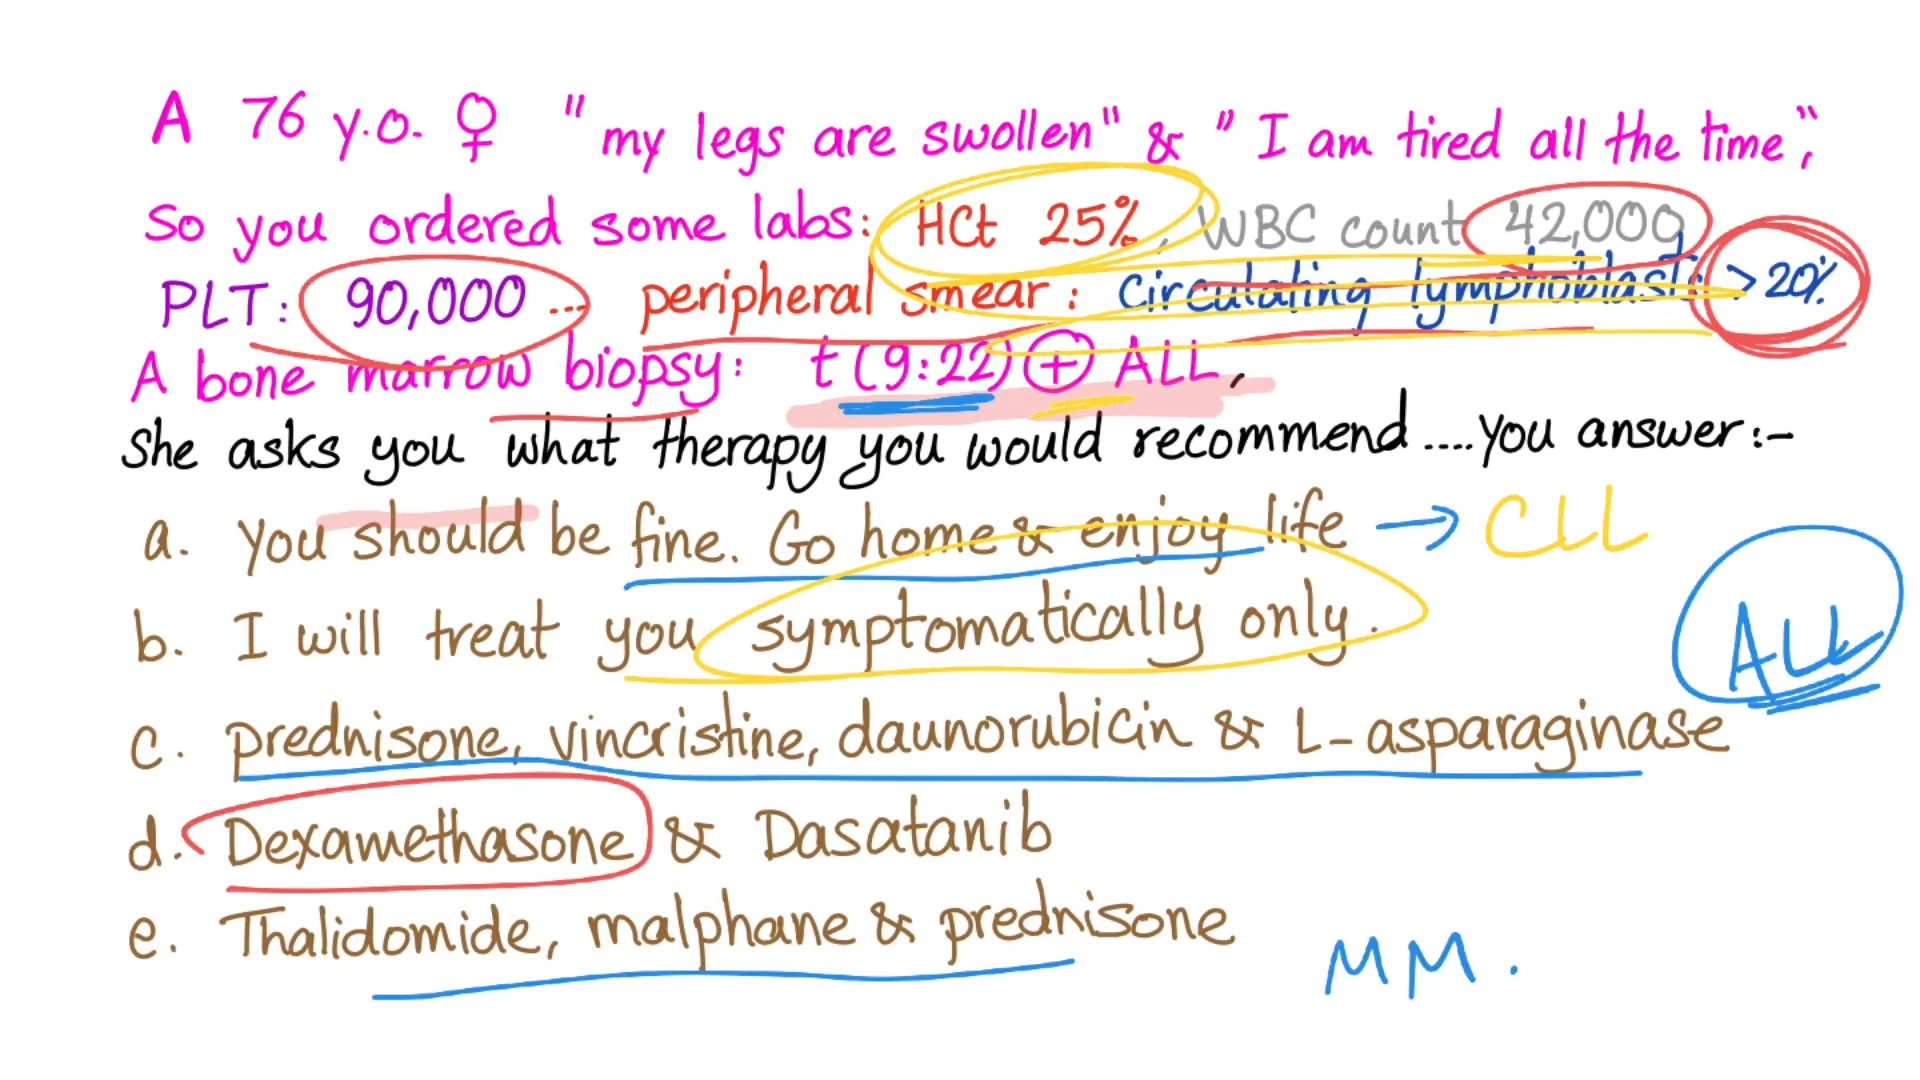 A 76 y.o. ♀ "my legs are swollen" & "I am tired all the time",
So you ordered some labs: HCt 25%, WBC count 42,000
PLT: 90,000 ... peripheral smear: circulating lymphoblasts >20%
A bone marrow biopsy: t(9:22) ⊕ ALL,
She asks you what therapy you would recommend ....you answer:-
a. You should be fine. Go home & enjoy life → CLL
b. I will treat you symptomatically only.
ALL
c. prednisone, vincristine, daunorubicin & L-asparaginase
d. Dexamethasone & Dasatanib
e. Thalidomide, malphane & prednisone
MM.